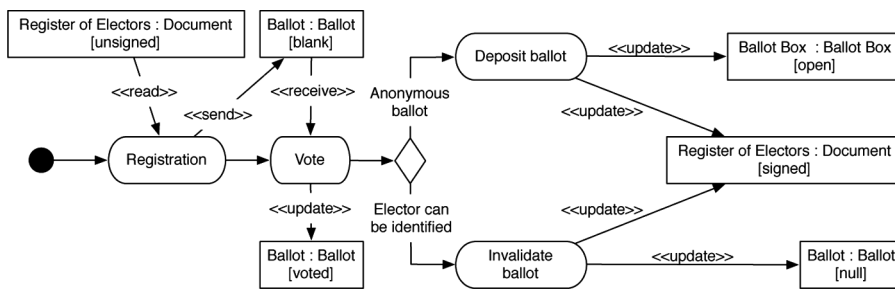 Register of Electors : Document
[unsigned]
Ballot : Ballot
[blank]
Deposit ballot
<<update>>
Ballot Box  : Ballot Box
[open]
<<read>>
<<send>>
<<receive>>
Anonymous
ballot
<<update>>
Registration
Vote
Register of Electors : Document
[signed]
<<update>>
Elector can
be identified
<<update>>
Ballot : Ballot
[voted]
Invalidate
ballot
<<update>>
Ballot : Ballot
[null]